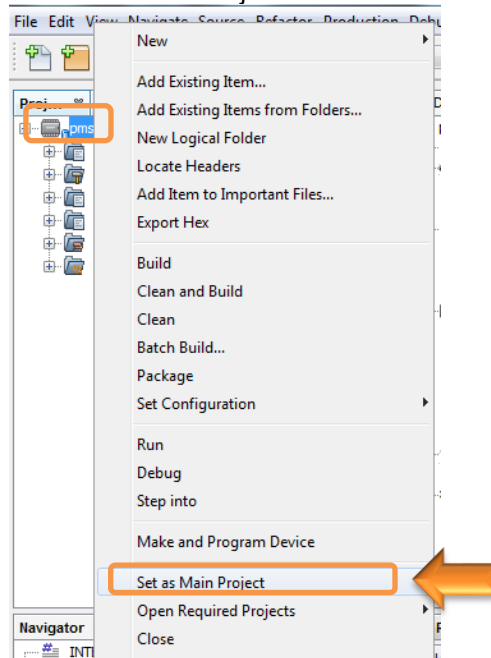 File Edit View Navigate Source Refactor Production Debu
New
Add Existing Item...
Proj...
Add Existing Items from Folders...
pms
New Logical Folder
Locate Headers
Add Item to Important Files...
Export Hex
Build
Clean and Build
Clean
Batch Build...
Package
Set Configuration
Run
Debug
Step into
Make and Program Device
Set as Main Project
Open Required Projects
Navigator
Close